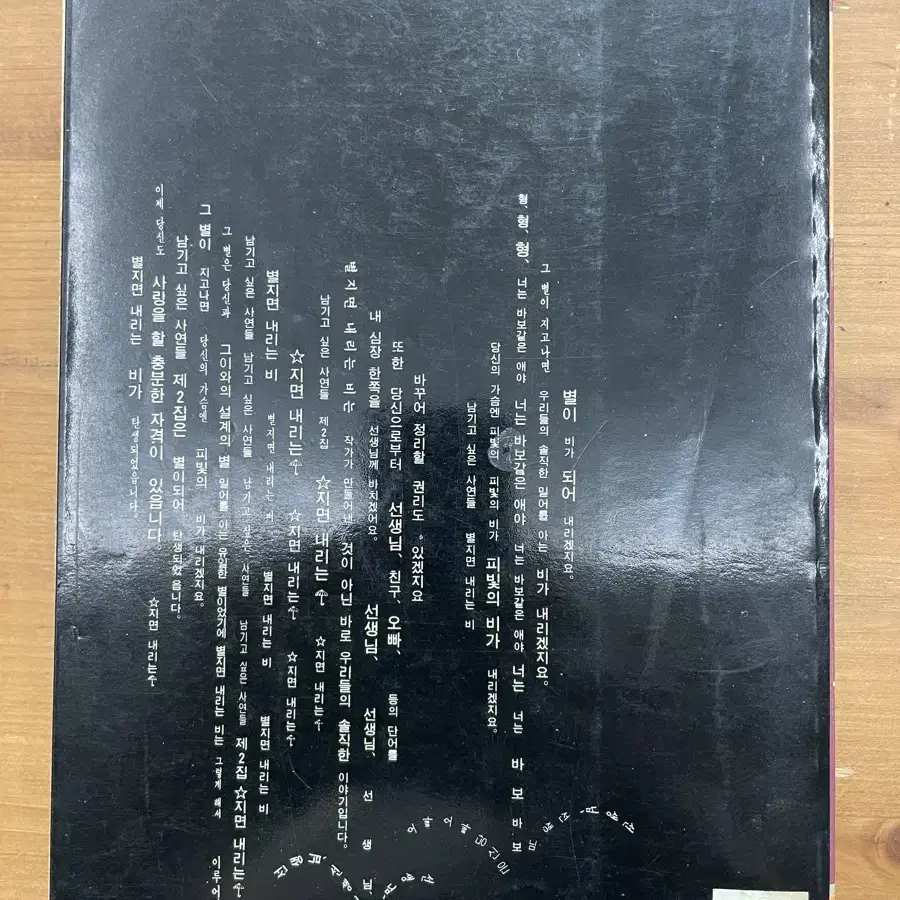 별지면 내리는 비가 탄생되었읍니다.
이제 당신도 사랑을 할 충분한 자격이 있읍니다 ☆지면 내리는☂
남기고 싶은 사연들 제2집은 별이되어 탄생되었읍니다.
그 별이 지고나면 당신의 가슴에 피빛의 비가내리겠지요.
그 별은 당신과 그이와의 설계의 별 밀어를 아는 유일한 별이었기에 별지면 내리는 비는 그렇게 해서 이루어
남기고 싶은 사연들 남기고 싶은 사연들 남기고 싶은 사연들 남기고 싶은 사연들 제2집 ☆지면 내리는☂
별지면 내리는 비 별지면 내리는 비 별지면 내리는 비 별지면 내리는 비
☆지면 내리는☂ ☆지면 내리는☂ ☆지면 내리는☂
남기고 싶은 사연들 제2집 ☆지면 내리는☂ ☆지면 내리는☂
별지면 내리는 작가가 만들어낸 것이 아닌 바로 우리들의 솔직한 이야기입니다.
내 심장 한쪽을 선생님께 바치겠어요. 선생님, 선생님, 선 생 님
또한 당신으로부터 선생님, 친구, 오빠, 등의 단어를
바꾸어 정리할 권리도 。있겠지요
남기고 싶은 사연들 별지면 내리는 비
당신의 가슴엔 피빛의 피빛의 비가 피빛의 비가 내리겠지요.
형, 형, 형, 너는 바보같은 애야 너는 바보같은 애야 너는 바보같은 애야 너는 너는 바 보 바 보
그 별이 지고나면 우리들의 솔직한 밀어를 아는 비가 내리겠지요.
별이 비가 되어 내리겠지요.